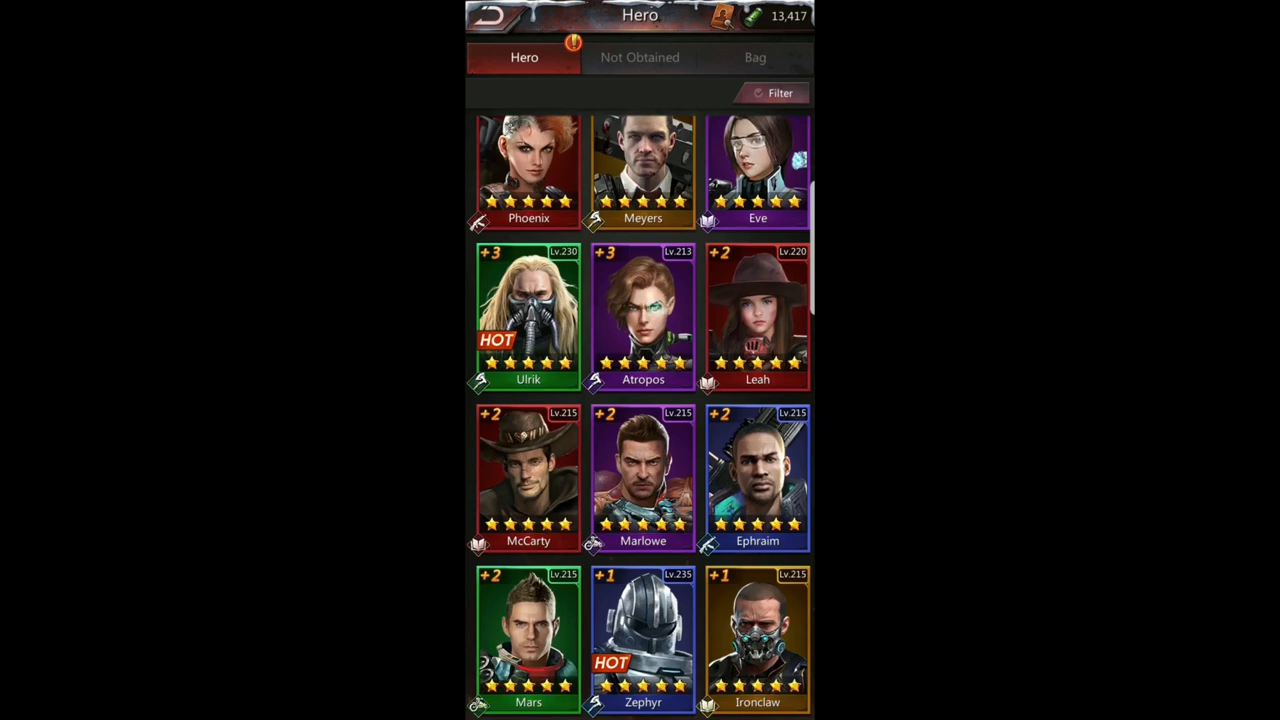 Hero
13,417
Hero
Not Obtained
Bag
Filter
Phoenix
Meyers
Eve
+3 Lv.230
+3 Lv.213
+2 Lv.220
HOT
Ulrik
Atropos
Leah
+2 Lv.215
+2 Lv.215
+2 Lv.215
McCarty
Marlowe
Ephraim
+2 Lv.215
+1 Lv.235
+1 Lv.215
HOT
Mars
Zephyr
Ironclaw